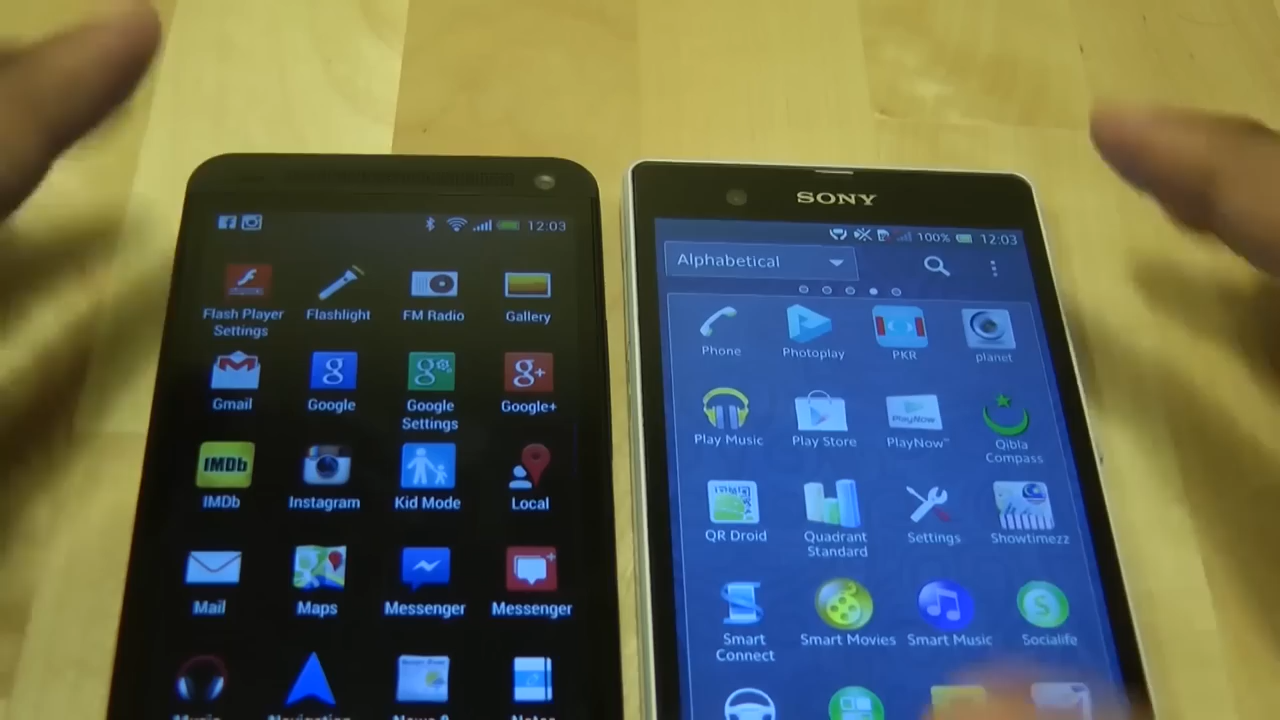 12:03
Flash Player
Settings
Flashlight
FM Radio
Gallery
Gmail
Google
Google
Settings
Google+
IMDb
IMDb
Instagram
Kid Mode
Local
Mail
Maps
Messenger
Messenger
SONY
100%
12:03
Alphabetical
Phone
Photoplay
PKR
planet
Play Music
Play Store
PlayNow
PlayNow™
Qibla
Compass
QR Droid
Quadrant
Standard
Settings
Showtimezz
Smart
Connect
Smart Movies
Smart Music
Socialife